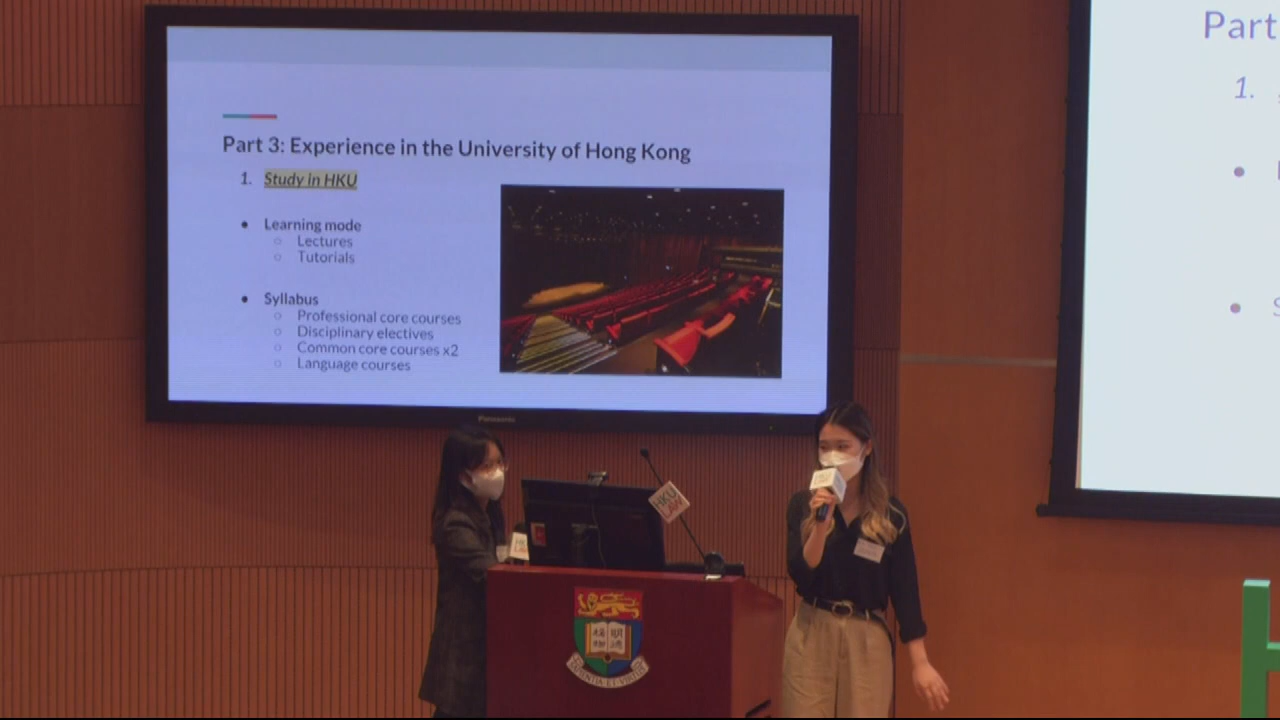 Part 3: Experience in the University of Hong Kong
1. Study in HKU
● Learning mode
○ Lectures
○ Tutorials
● Syllabus
○ Professional core courses
○ Disciplinary electives
○ Common core courses x2
○ Language courses
Panasonic
Part
1.
HKU
LAW